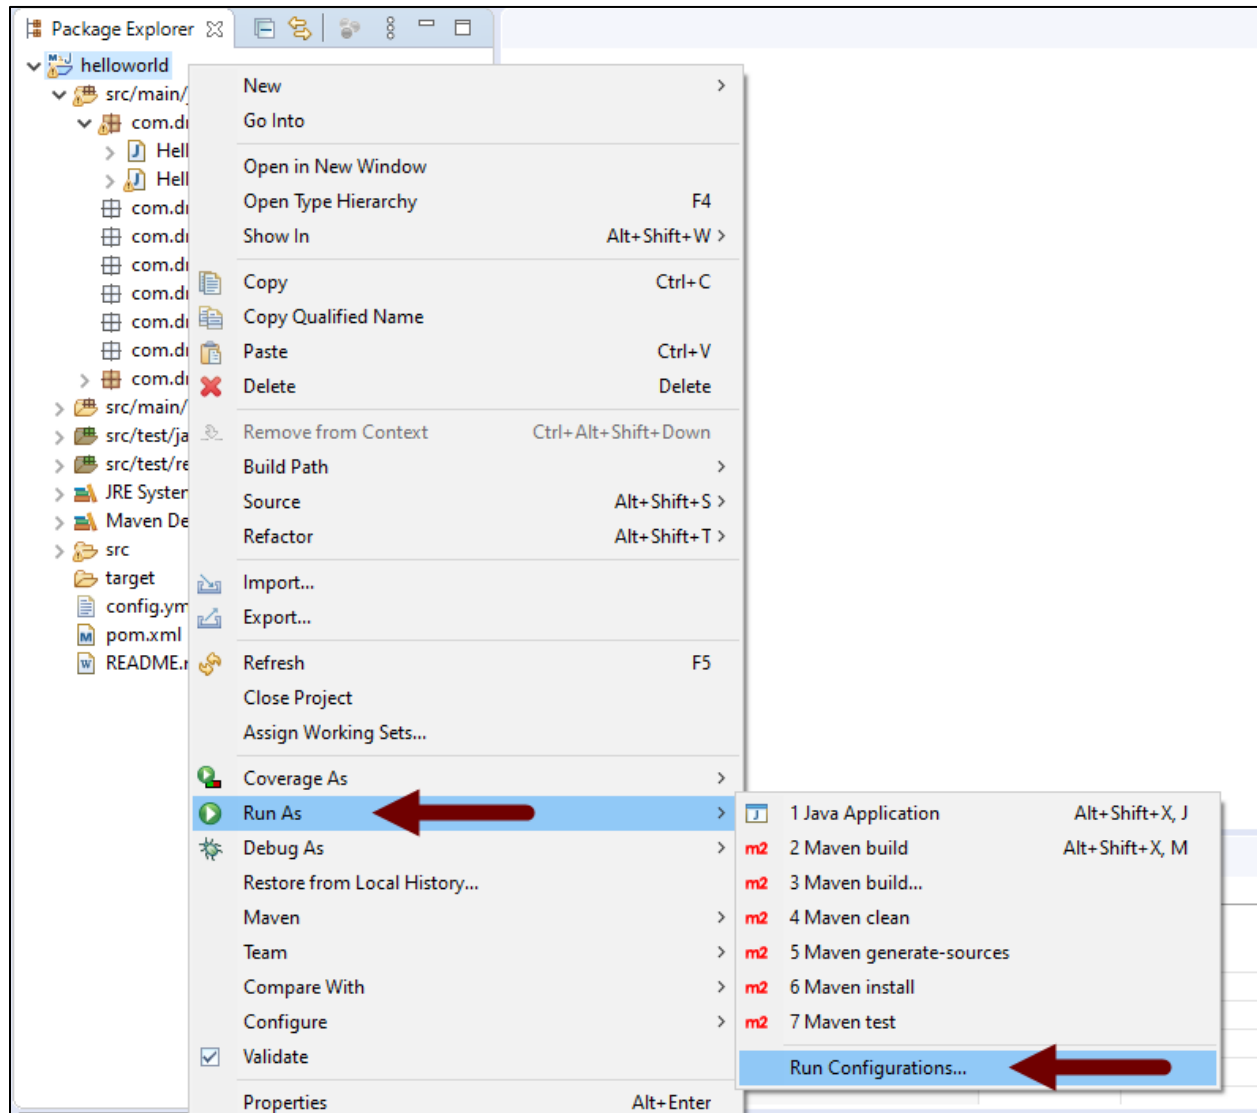 Package Explorer
helloworld
src/main/
com.d
Hell
Hell
com.d
com.d
com.d
com.d
com.d
com.d
com.d
src/main/
src/test/ja
src/test/re
JRE System
Maven De
src
target
config.ym
pom.xml
README.
New
Go Into
Open in New Window
Open Type Hierarchy F4
Show In Alt+Shift+W
Copy Ctrl+C
Copy Qualified Name
Paste Ctrl+V
Delete Delete
Remove from Context Ctrl+Alt+Shift+Down
Build Path
Source Alt+Shift+S
Refactor Alt+Shift+T
Import...
Export...
Refresh F5
Close Project
Assign Working Sets...
Coverage As
Run As
Debug As
Restore from Local History...
Maven
Team
Compare With
Configure
Validate
Properties Alt+Enter
1 Java Application Alt+Shift+X, J
m2 2 Maven build Alt+Shift+X, M
m2 3 Maven build...
m2 4 Maven clean
m2 5 Maven generate-sources
m2 6 Maven install
m2 7 Maven test
Run Configurations...